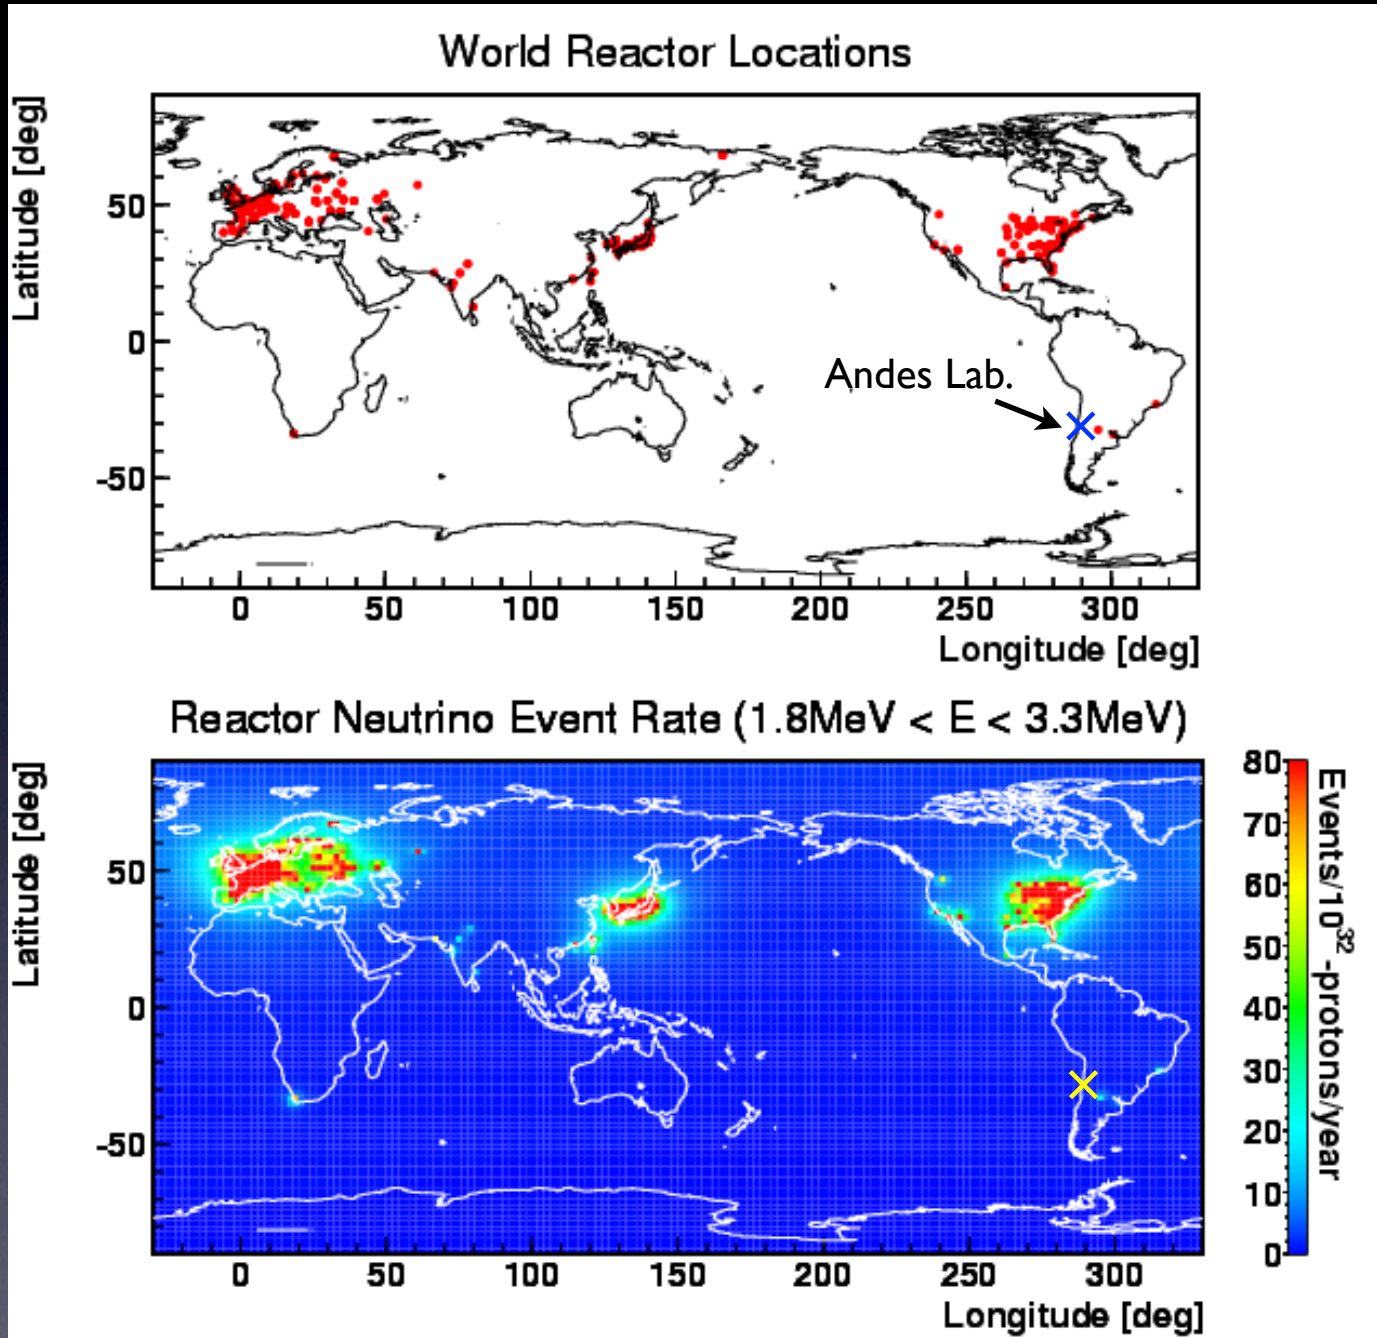 World Reactor Locations
Latitude [deg]
50
0
-50
Andes Lab.
0 50 100 150 200 250 300
Longitude [deg]
Reactor Neutrino Event Rate (1.8MeV < E < 3.3MeV)
Latitude [deg]
50
0
-50
0 50 100 150 200 250 300
Longitude [deg]
80
70
60
50
40
30
20
10
0
Events/10^32 -protons/year